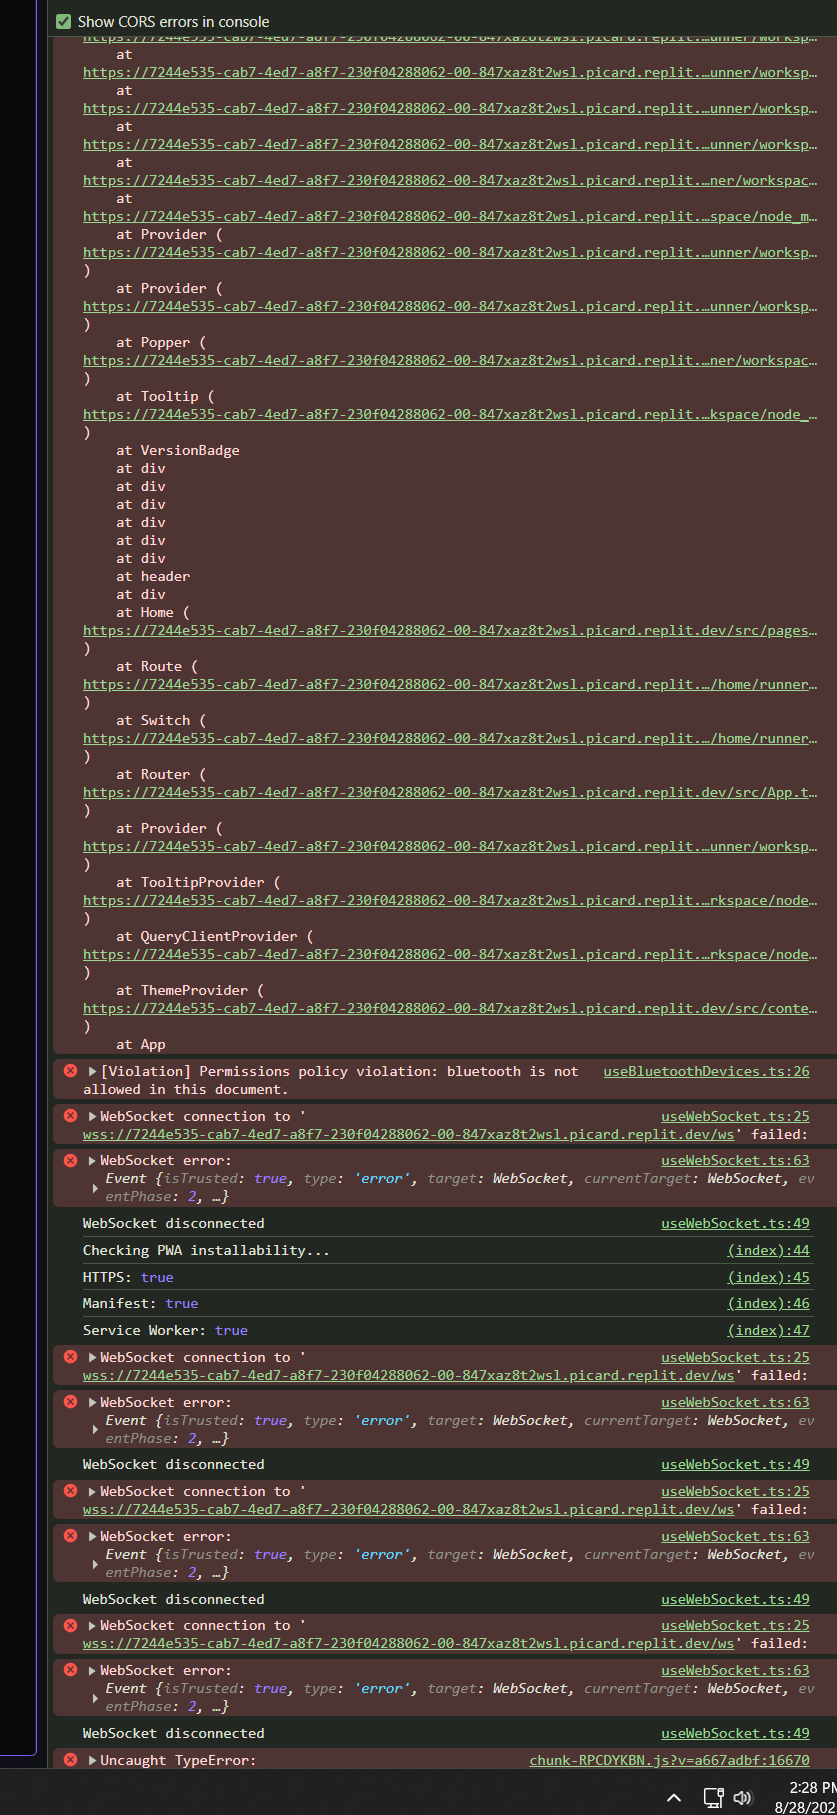 Show CORS errors in console
https://7244e535-cab7-4ed7-a8f7-230f04288062-00-847xaz8t2wsl.picard.replit.…unner/worksp…
at
https://7244e535-cab7-4ed7-a8f7-230f04288062-00-847xaz8t2wsl.picard.replit.…unner/worksp…
at
https://7244e535-cab7-4ed7-a8f7-230f04288062-00-847xaz8t2wsl.picard.replit.…unner/worksp…
at
https://7244e535-cab7-4ed7-a8f7-230f04288062-00-847xaz8t2wsl.picard.replit.…unner/worksp…
at
https://7244e535-cab7-4ed7-a8f7-230f04288062-00-847xaz8t2wsl.picard.replit.…ner/workspac…
at
https://7244e535-cab7-4ed7-a8f7-230f04288062-00-847xaz8t2wsl.picard.replit.…space/node_m…
at Provider (
https://7244e535-cab7-4ed7-a8f7-230f04288062-00-847xaz8t2wsl.picard.replit.…unner/worksp…
)
at Provider (
https://7244e535-cab7-4ed7-a8f7-230f04288062-00-847xaz8t2wsl.picard.replit.…unner/worksp…
)
at Popper (
https://7244e535-cab7-4ed7-a8f7-230f04288062-00-847xaz8t2wsl.picard.replit.…ner/workspac…
)
at Tooltip (
https://7244e535-cab7-4ed7-a8f7-230f04288062-00-847xaz8t2wsl.picard.replit.…kspace/node_…
)
at VersionBadge
at div
at div
at div
at div
at div
at div
at header
at div
at Home (
https://7244e535-cab7-4ed7-a8f7-230f04288062-00-847xaz8t2wsl.picard.replit.dev/src/pages…
)
at Route (
https://7244e535-cab7-4ed7-a8f7-230f04288062-00-847xaz8t2wsl.picard.replit.…/home/runner…
)
at Switch (
https://7244e535-cab7-4ed7-a8f7-230f04288062-00-847xaz8t2wsl.picard.replit.…/home/runner…
)
at Router (
https://7244e535-cab7-4ed7-a8f7-230f04288062-00-847xaz8t2wsl.picard.replit.dev/src/App.t…
)
at Provider (
https://7244e535-cab7-4ed7-a8f7-230f04288062-00-847xaz8t2wsl.picard.replit.…unner/worksp…
)
at TooltipProvider (
https://7244e535-cab7-4ed7-a8f7-230f04288062-00-847xaz8t2wsl.picard.replit.…rkspace/node…
)
at QueryClientProvider (
https://7244e535-cab7-4ed7-a8f7-230f04288062-00-847xaz8t2wsl.picard.replit.…rkspace/node…
)
at ThemeProvider (
https://7244e535-cab7-4ed7-a8f7-230f04288062-00-847xaz8t2wsl.picard.replit.dev/src/conte…
)
at App
[Violation] Permissions policy violation: bluetooth is not useBluetoothDevices.ts:26
allowed in this document.
WebSocket connection to ' useWebSocket.ts:25
wss://7244e535-cab7-4ed7-a8f7-230f04288062-00-847xaz8t2wsl.picard.replit.dev/ws' failed:
WebSocket error: useWebSocket.ts:63
Event {isTrusted: true, type: 'error', target: WebSocket, currentTarget: WebSocket, ev
entPhase: 2, …}
WebSocket disconnected useWebSocket.ts:49
Checking PWA installability... (index):44
HTTPS: true (index):45
Manifest: true (index):46
Service Worker: true (index):47
WebSocket connection to ' useWebSocket.ts:25
wss://7244e535-cab7-4ed7-a8f7-230f04288062-00-847xaz8t2wsl.picard.replit.dev/ws' failed:
WebSocket error: useWebSocket.ts:63
Event {isTrusted: true, type: 'error', target: WebSocket, currentTarget: WebSocket, ev
entPhase: 2, …}
WebSocket disconnected useWebSocket.ts:49
WebSocket connection to ' useWebSocket.ts:25
wss://7244e535-cab7-4ed7-a8f7-230f04288062-00-847xaz8t2wsl.picard.replit.dev/ws' failed:
WebSocket error: useWebSocket.ts:63
Event {isTrusted: true, type: 'error', target: WebSocket, currentTarget: WebSocket, ev
entPhase: 2, …}
WebSocket disconnected useWebSocket.ts:49
WebSocket connection to ' useWebSocket.ts:25
wss://7244e535-cab7-4ed7-a8f7-230f04288062-00-847xaz8t2wsl.picard.replit.dev/ws' failed:
WebSocket error: useWebSocket.ts:63
Event {isTrusted: true, type: 'error', target: WebSocket, currentTarget: WebSocket, ev
entPhase: 2, …}
WebSocket disconnected useWebSocket.ts:49
Uncaught TypeError: chunk-RPCDYKBN.js?v=a667adbf:16670
2:28 PM
8/28/202